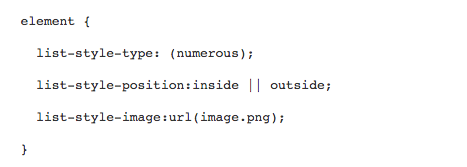 element {
list-style-type: (numerous);
list-style-position:inside || outside;
list-style-image:url(image.png);
}